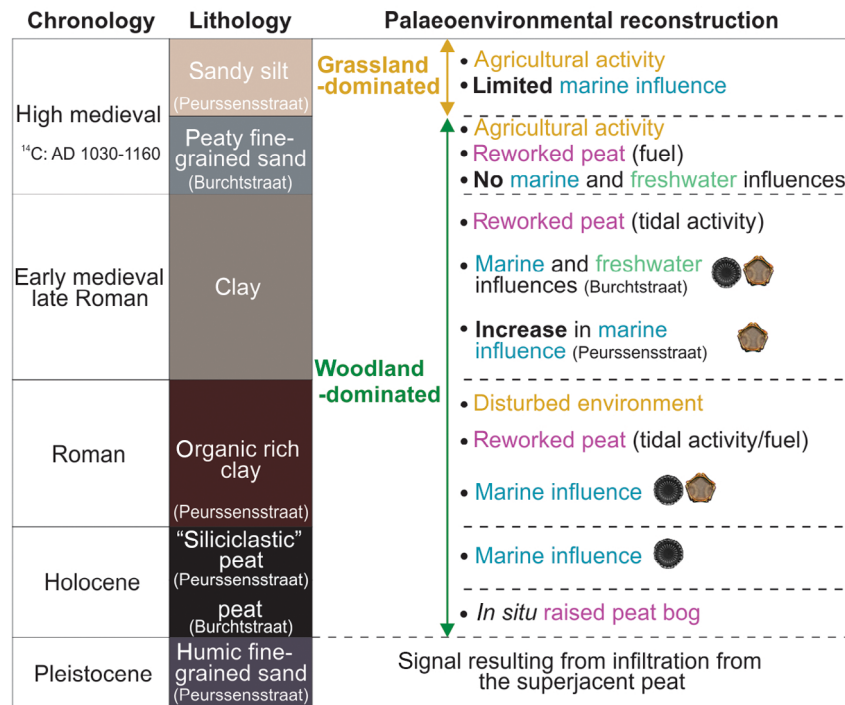 Chronology Lithology Palaeoenvironmental reconstruction
High medieval
¹⁴C: AD 1030-1160
Sandy silt
(Peurssensstraat)
Grassland
-dominated
• Agricultural activity
• Limited marine influence
Peaty fine-
grained sand
(Burchtstraat)
• Agricultural activity
• Reworked peat (fuel)
• No marine and freshwater influences
Early medieval
late Roman
Clay
Woodland
-dominated
• Reworked peat (tidal activity)
• Marine and freshwater
influences (Burchtstraat)
• Increase in marine
influence (Peurssensstraat)
Roman
Organic rich
clay
(Peurssensstraat)
• Disturbed environment
• Reworked peat (tidal activity/fuel)
• Marine influence
Holocene
“Siliciclastic”
peat
(Peurssensstraat)
peat
(Burchtstraat)
• Marine influence
• In situ raised peat bog
Pleistocene
Humic fine-
grained sand
(Peurssensstraat)
Signal resulting from infiltration from
the superjacent peat